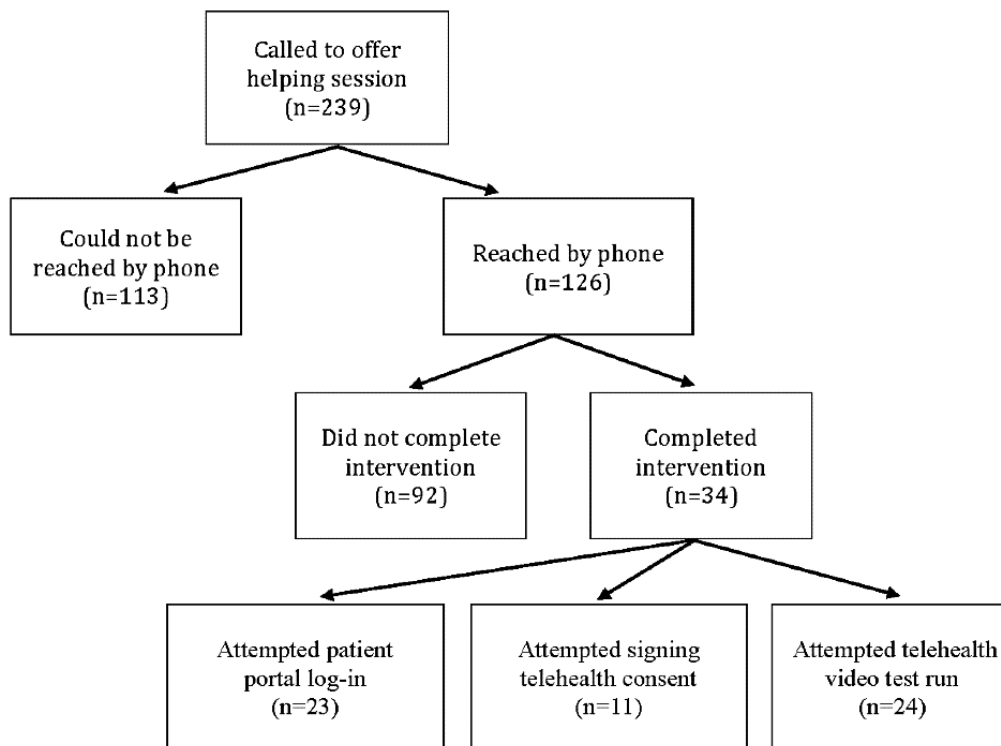 Called to offer
helping session
(n=239)
Could not be
reached by phone
(n=113)
Reached by phone
(n=126)
Did not complete
intervention
(n=92)
Completed
intervention
(n=34)
Attempted patient
portal log-in
(n=23)
Attempted signing
telehealth consent
(n=11)
Attempted telehealth
video test run
(n=24)